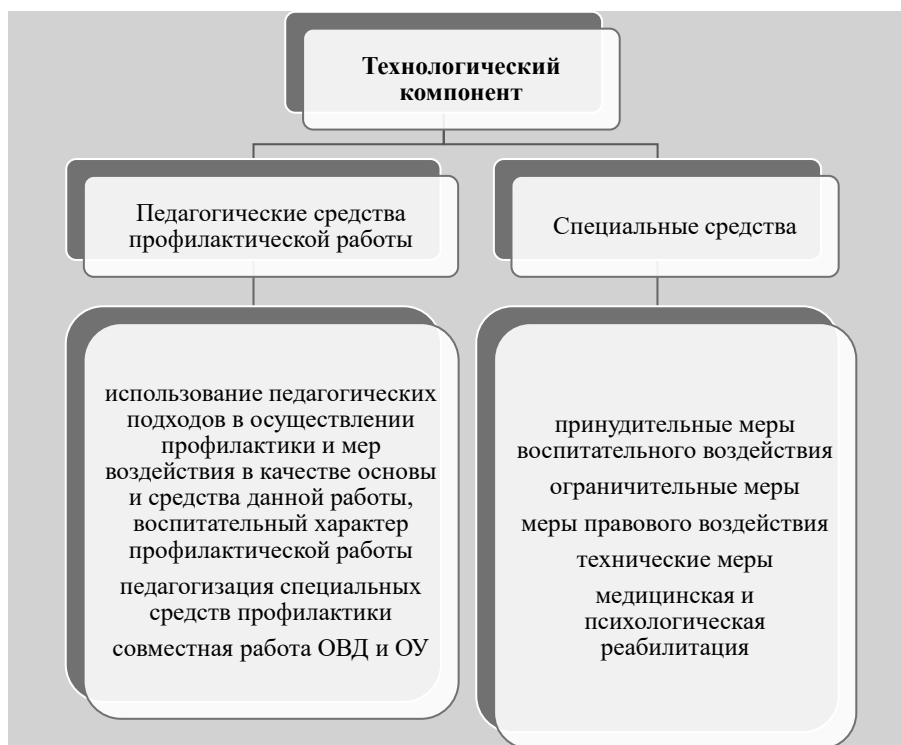 Технологический
компонент
Педагогические средства
профилактической работы
Специальные средства
использование педагогических
подходов в осуществлении
профилактики и мер
воздействия в качестве основы
и средства данной работы,
воспитательный характер
профилактической работы
педагогизация специальных
средств профилактики
совместная работа ОВД и ОУ
принудительные меры
воспитательного воздействия
ограничительные меры
меры правового воздействия
технические меры
медицинская и
психологическая
реабилитация